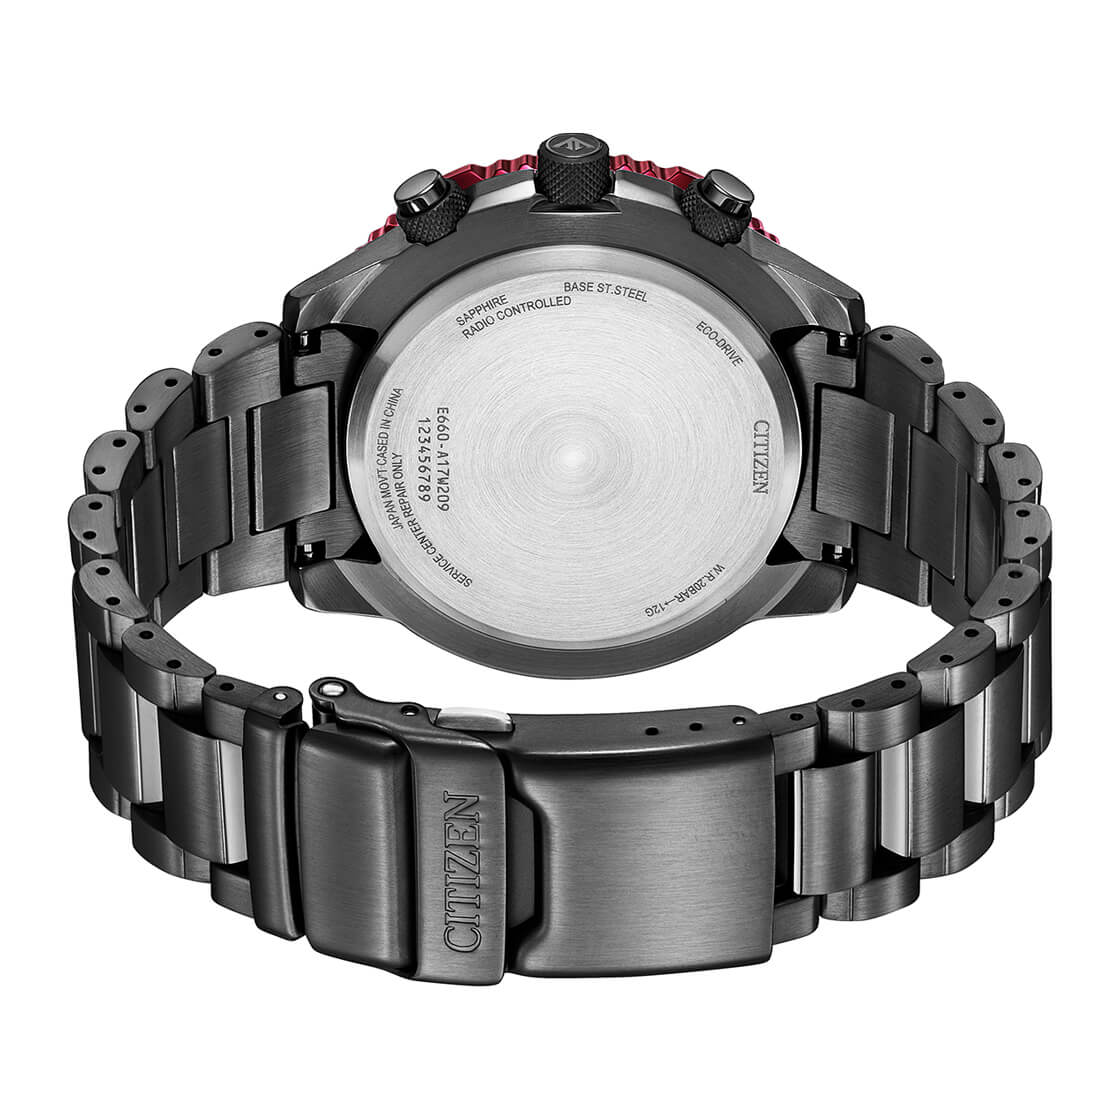 SAPPHIRE
RADIO CONTROLLED
BASE ST.STEEL
ECO-DRIVE
CITIZEN
W.R.20BAR→12G
SERVICE CENTER REPAIR ONLY
JAPAN MOV'T CASED IN CHINA
E660-A17W209
123456789
CITIZEN